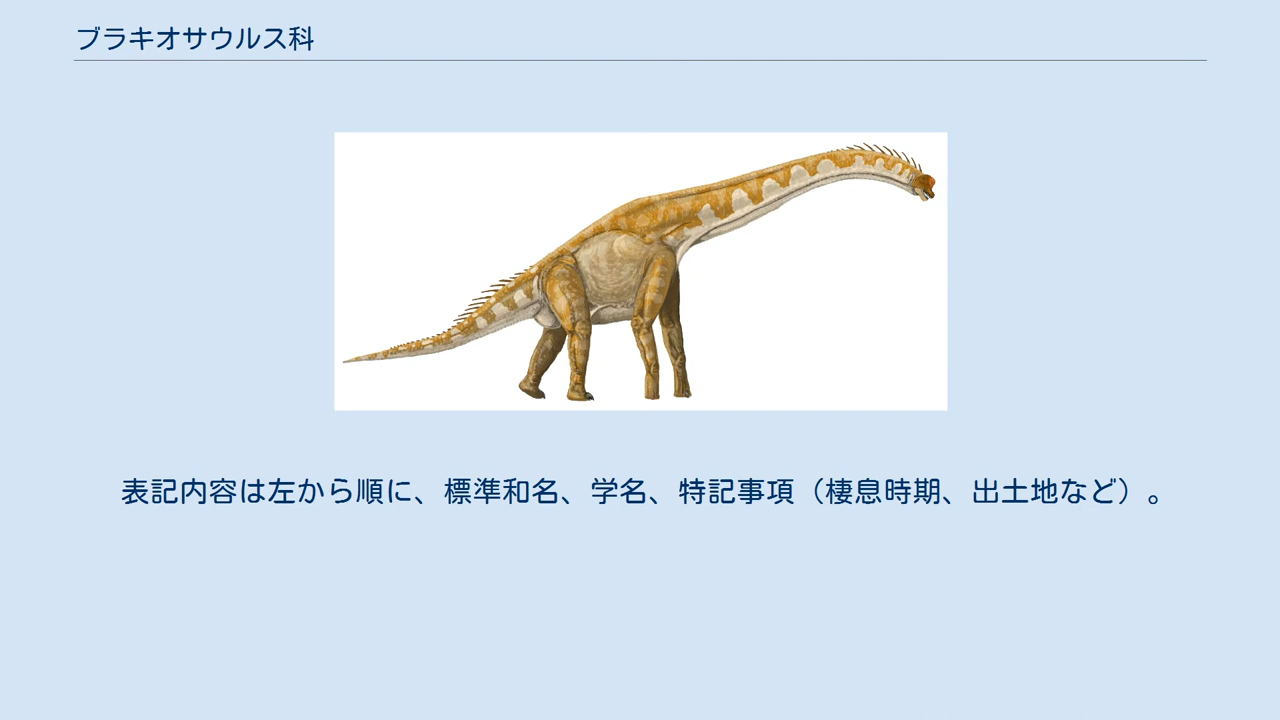 ブラキオサウルス科
表記内容は左から順に、標準和名、学名、特記事項（棲息時期、出土地など）。